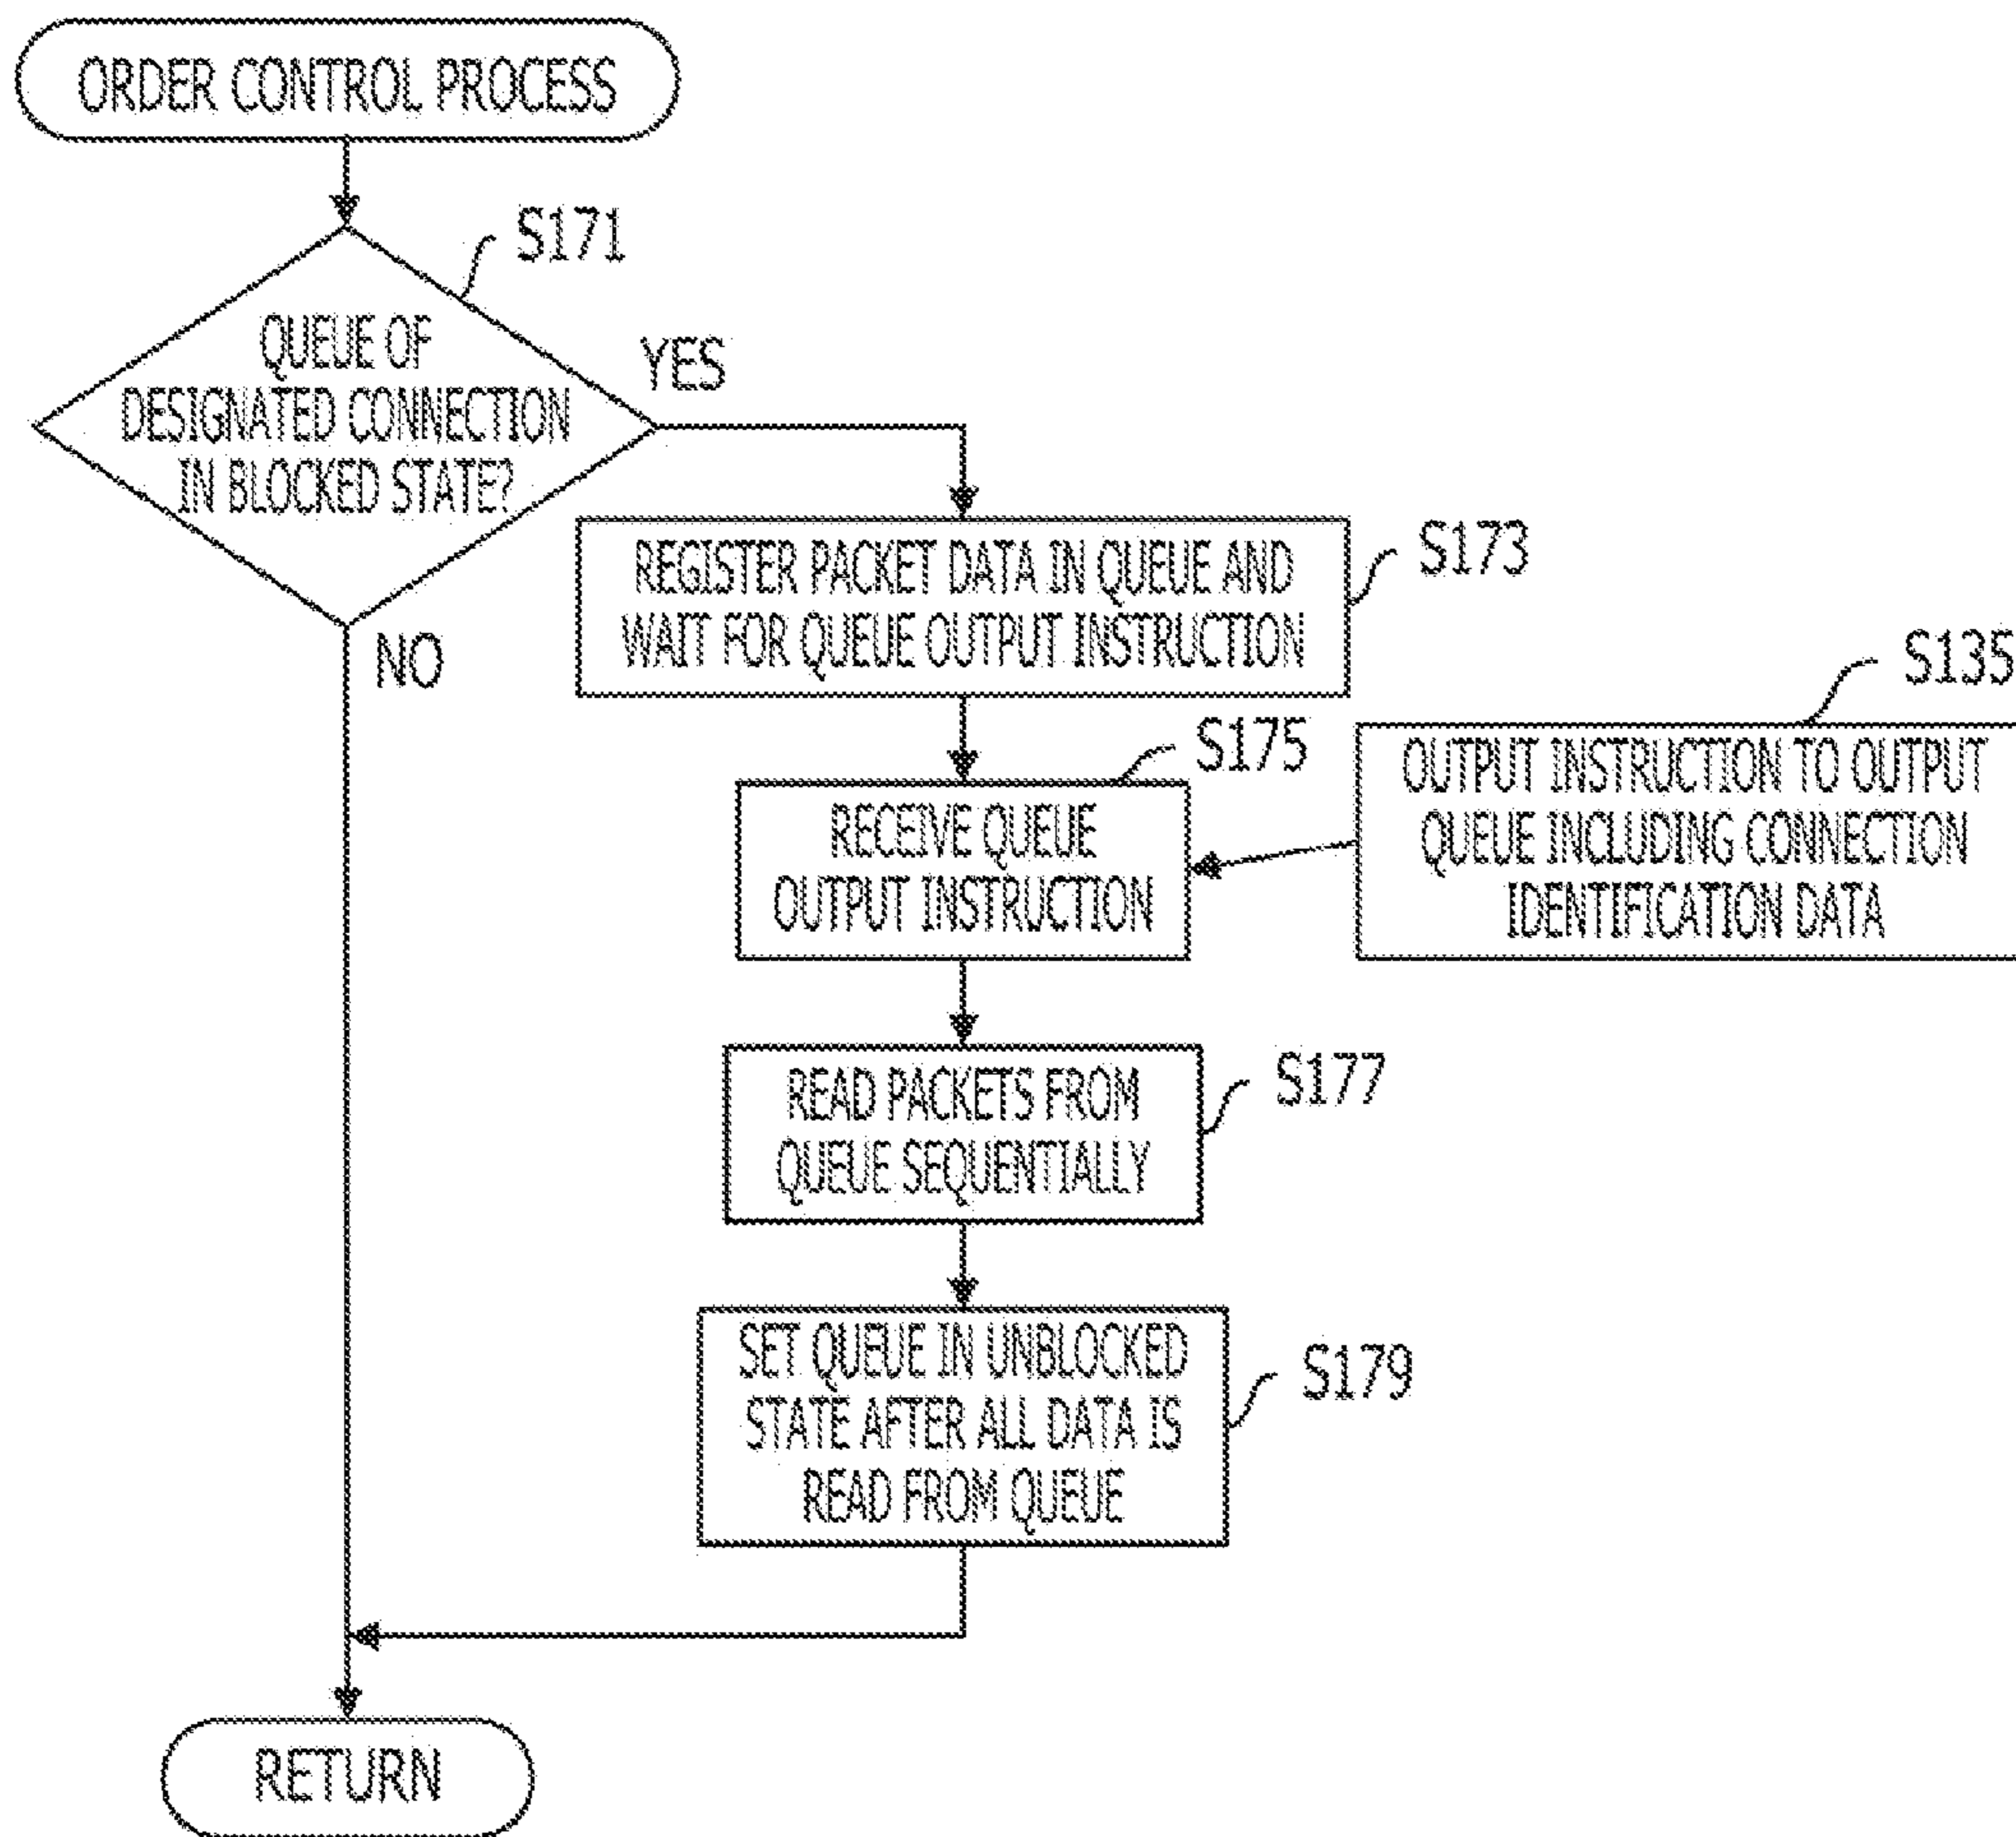 ORDER CONTROL PROCESS
S171
QUEUE OF
DESIGNATED CONNECTION
IN BLOCKED STATE?
YES
NO
REGISTER PACKET DATA IN QUEUE AND
WAIT FOR QUEUE OUTPUT INSTRUCTION
S173
S135
OUTPUT INSTRUCTION TO OUTPUT
QUEUE INCLUDING CONNECTION
IDENTIFICATION DATA
S175
RECEIVE QUEUE
OUTPUT INSTRUCTION
READ PACKETS FROM
QUEUE SEQUENTIALLY
S177
SET QUEUE IN UNBLOCKED
STATE AFTER ALL DATA IS
READ FROM QUEUE
S179
RETURN